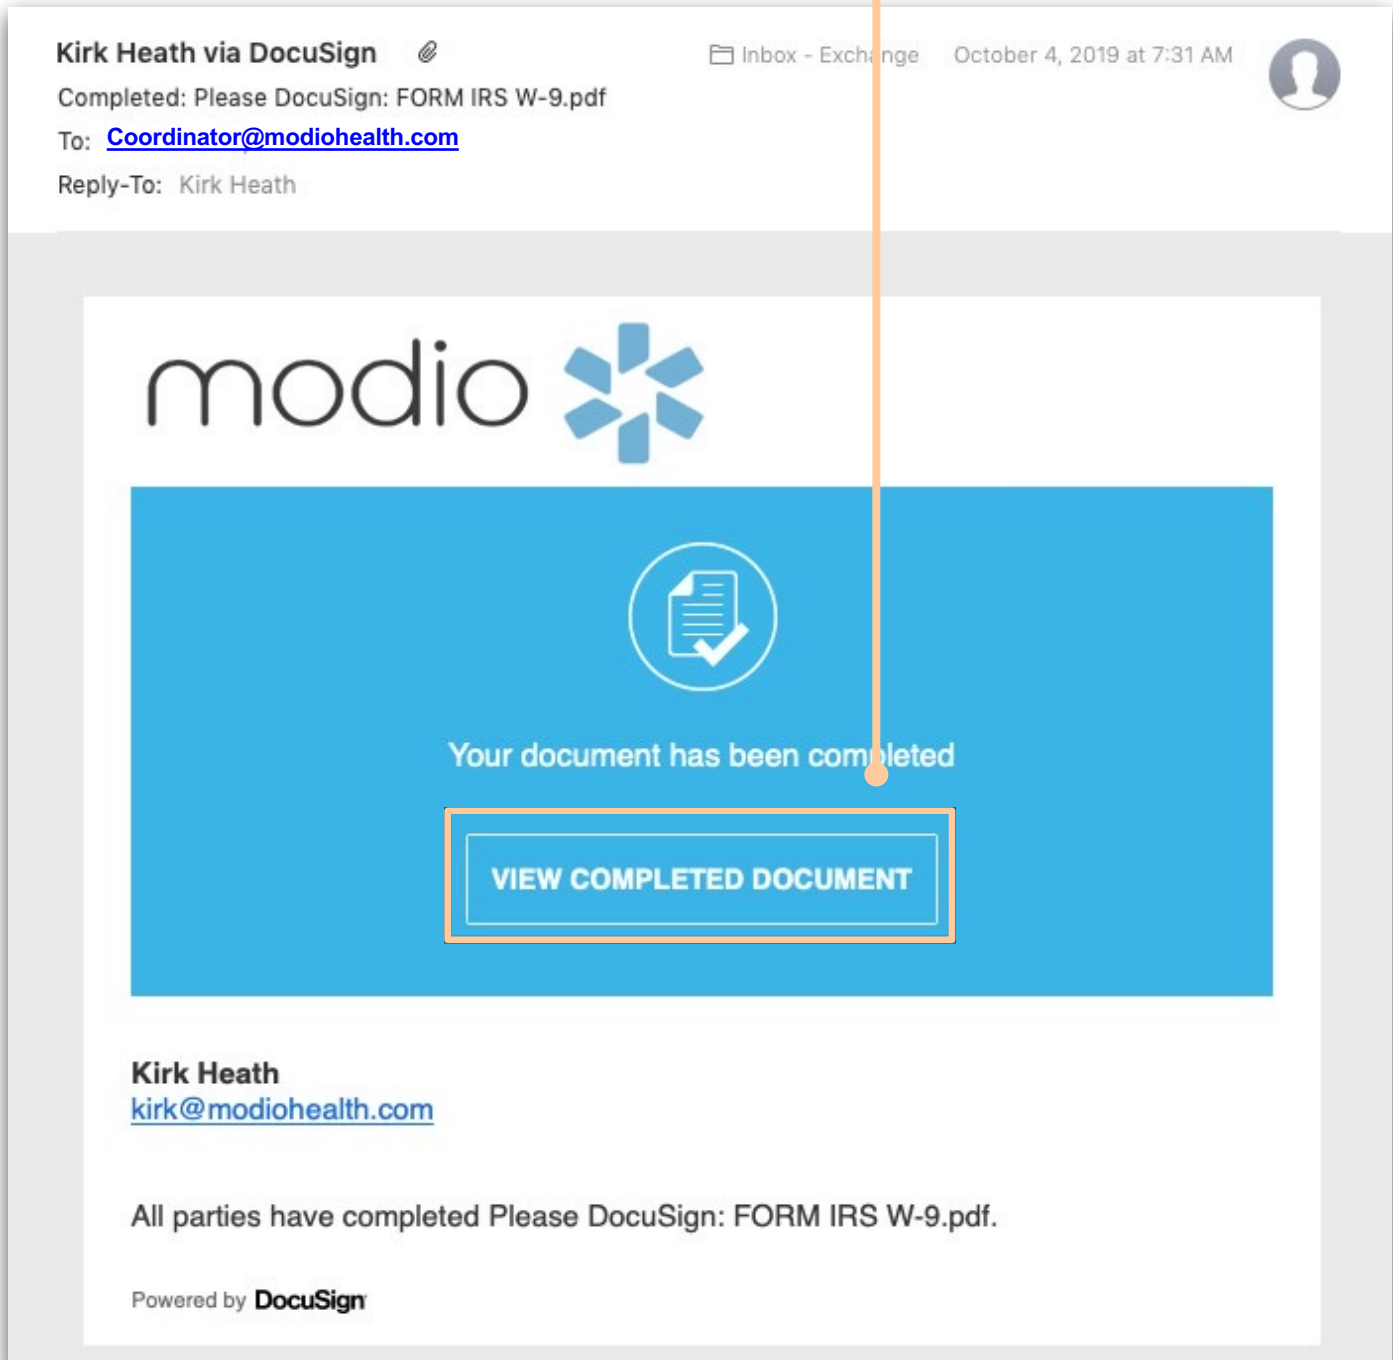 Kirk Heath via DocuSign
Inbox - Exchange October 4, 2019 at 7:31 AM
Completed: Please DocuSign: FORM IRS W-9.pdf
To: Coordinator@modiohealth.com
Reply-To: Kirk Heath
modio
Your document has been completed
VIEW COMPLETED DOCUMENT
Kirk Heath
kirk@modiohealth.com
All parties have completed Please DocuSign: FORM IRS W-9.pdf.
Powered by DocuSign